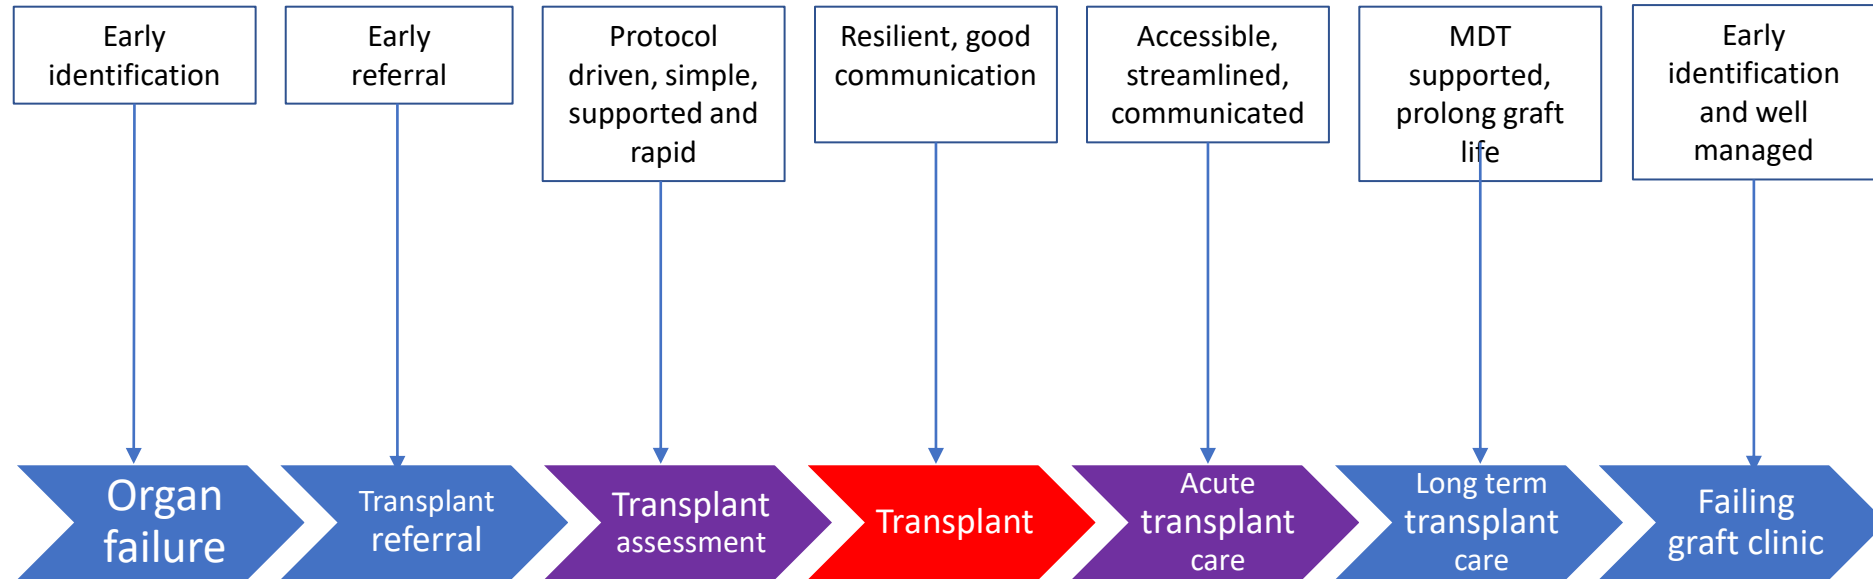 Early
identification
Early
referral
Protocol
driven, simple,
supported and
rapid
Resilient, good
communication
Accessible,
streamlined,
communicated
MDT
supported,
prolong graft
life
Early
identification
and well
managed
Organ
failure
Transplant
referral
Transplant
assessment
Transplant
Acute
transplant
care
Long term
transplant
care
Failing
graft clinic